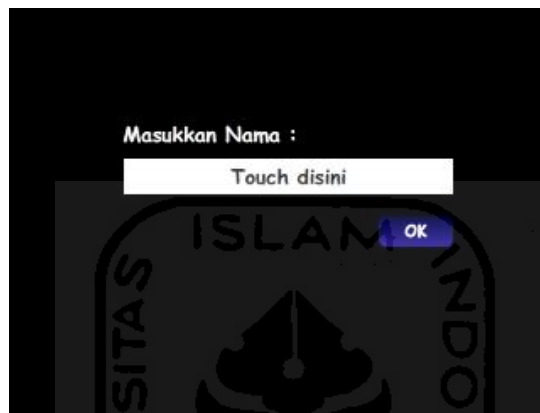 Masukkan Nama :
Touch disini
OK
ISLAM INDO
SITAS